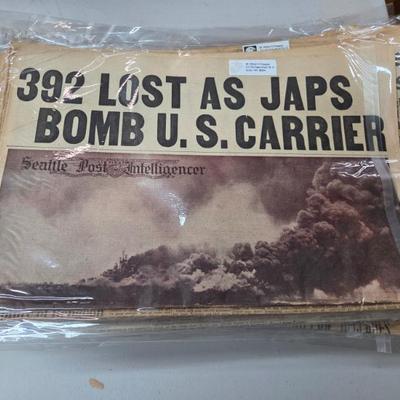 392 LOST AS JAPS
BOMB U. S. CARRIER
Seattle Post Intelligencer